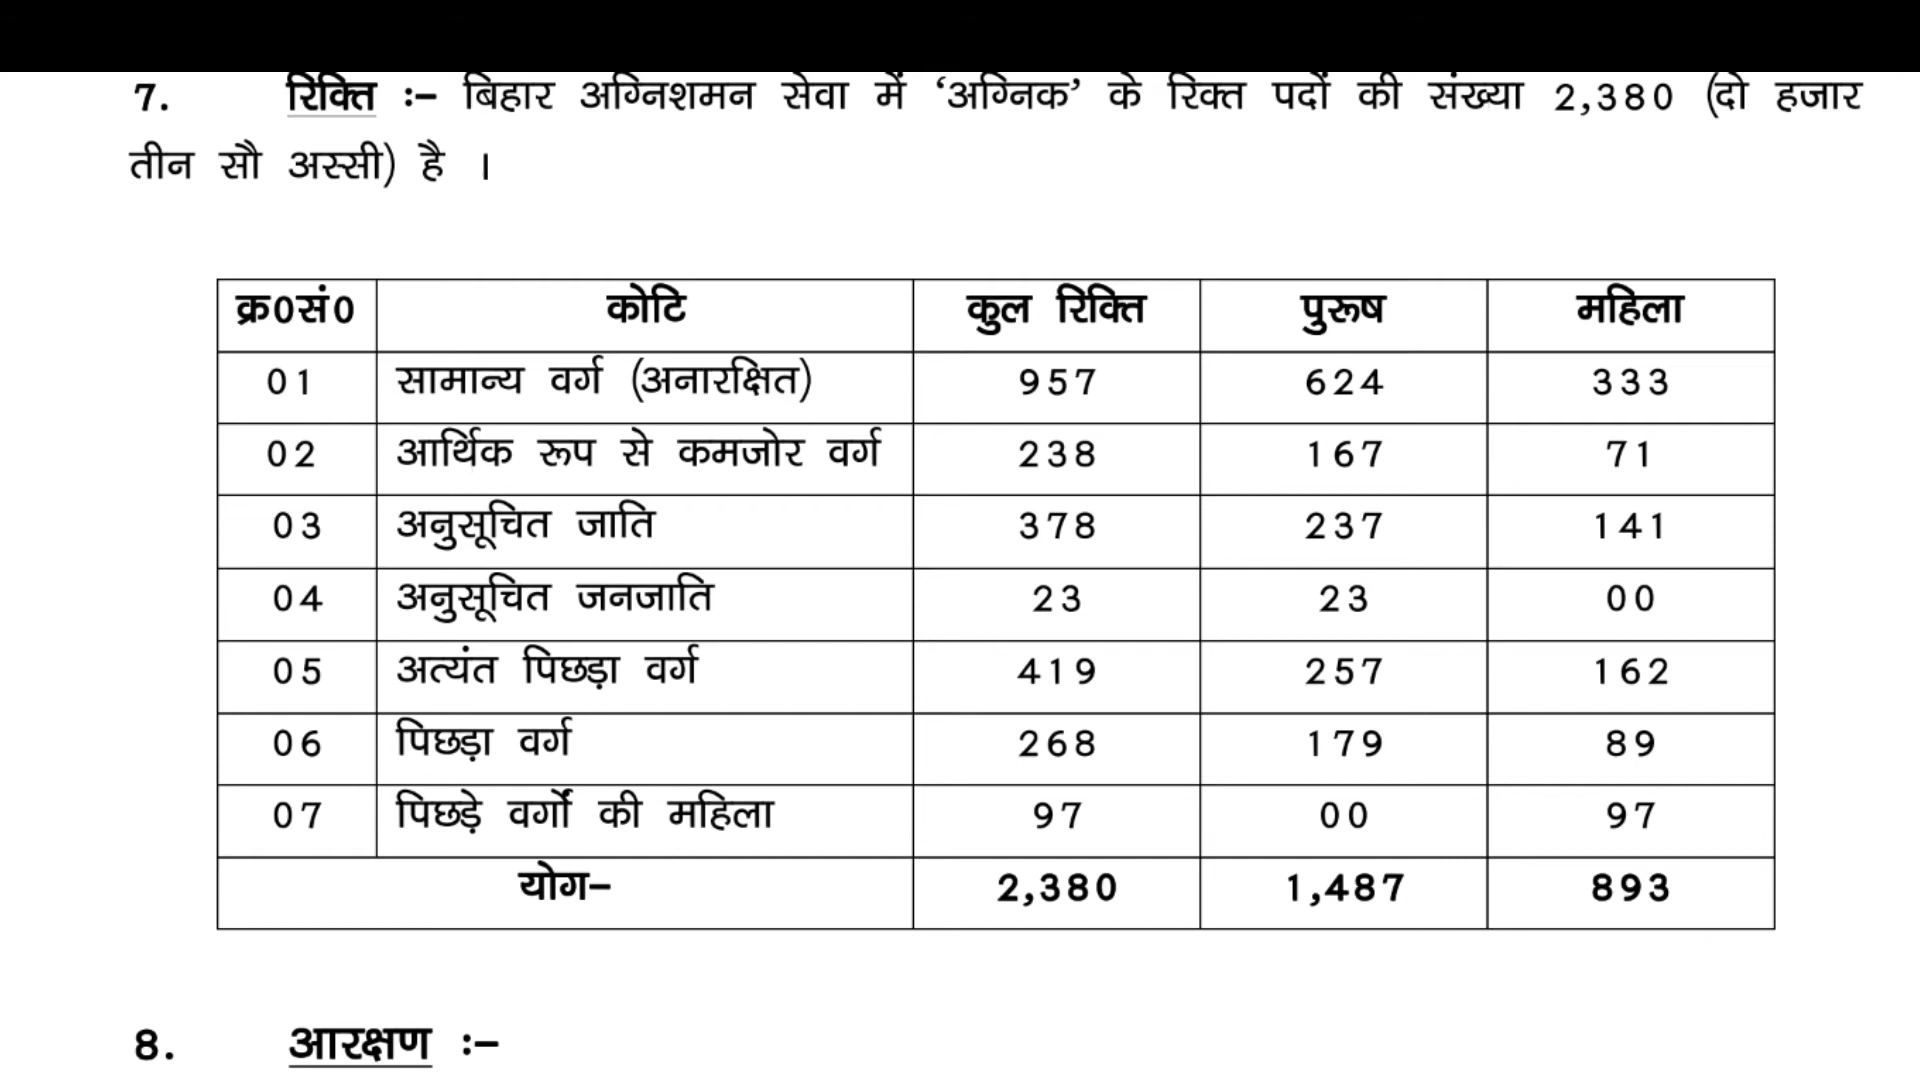 7. रिक्ति :- बिहार अग्निशमन सेवा में ‘अग्निक’ के रिक्त पदों की संख्या 2,380 (दो हजार
तीन सौ अस्सी) है ।
क्र0सं0 कोटि कुल रिक्ति पुरूष महिला
01 सामान्य वर्ग (अनारक्षित) 957 624 333
02 आर्थिक रूप से कमजोर वर्ग 238 167 71
03 अनुसूचित जाति 378 237 141
04 अनुसूचित जनजाति 23 23 00
05 अत्यंत पिछड़ा वर्ग 419 257 162
06 पिछड़ा वर्ग 268 179 89
07 पिछड़े वर्गों की महिला 97 00 97
योग- 2,380 1,487 893
8. आरक्षण :-